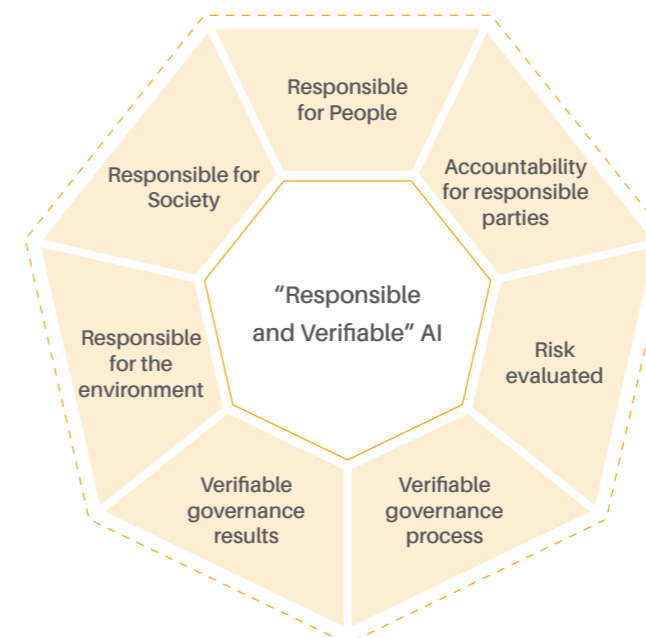 Responsible
for People
Accountability
for responsible
parties
Risk
evaluated
Verifiable
governance
process
Verifiable
governance
results
Responsible
for the
environment
Responsible for
Society
“Responsible
and Verifiable” AI